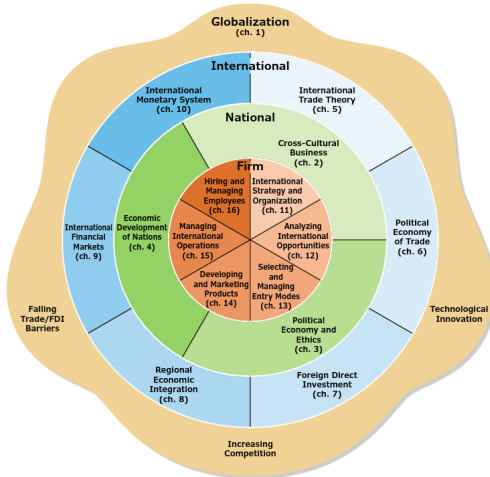 Globalization
(ch. 1)
International
International
Monetary System
(ch. 10)
International
Trade Theory
(ch. 5)
National
Cross-Cultural
Business
(ch. 2)
Firm
Hiring and
Managing
Employees
(ch. 16)
International
Strategy and
Organization
(ch. 11)
International
Financial
Markets
(ch. 9)
Economic
Development
of Nations
(ch. 4)
Managing
International
Operations
(ch. 15)
Analyzing
International
Opportunities
(ch. 12)
Political
Economy
of Trade
(ch. 6)
Developing
and Marketing
Products
(ch. 14)
Selecting
and
Managing
Entry Modes
(ch. 13)
Falling
Trade/FDI
Barriers
Technological
Innovation
Political
Economy and
Ethics
(ch. 3)
Regional
Economic
Integration
(ch. 8)
Foreign Direct
Investment
(ch. 7)
Increasing
Competition